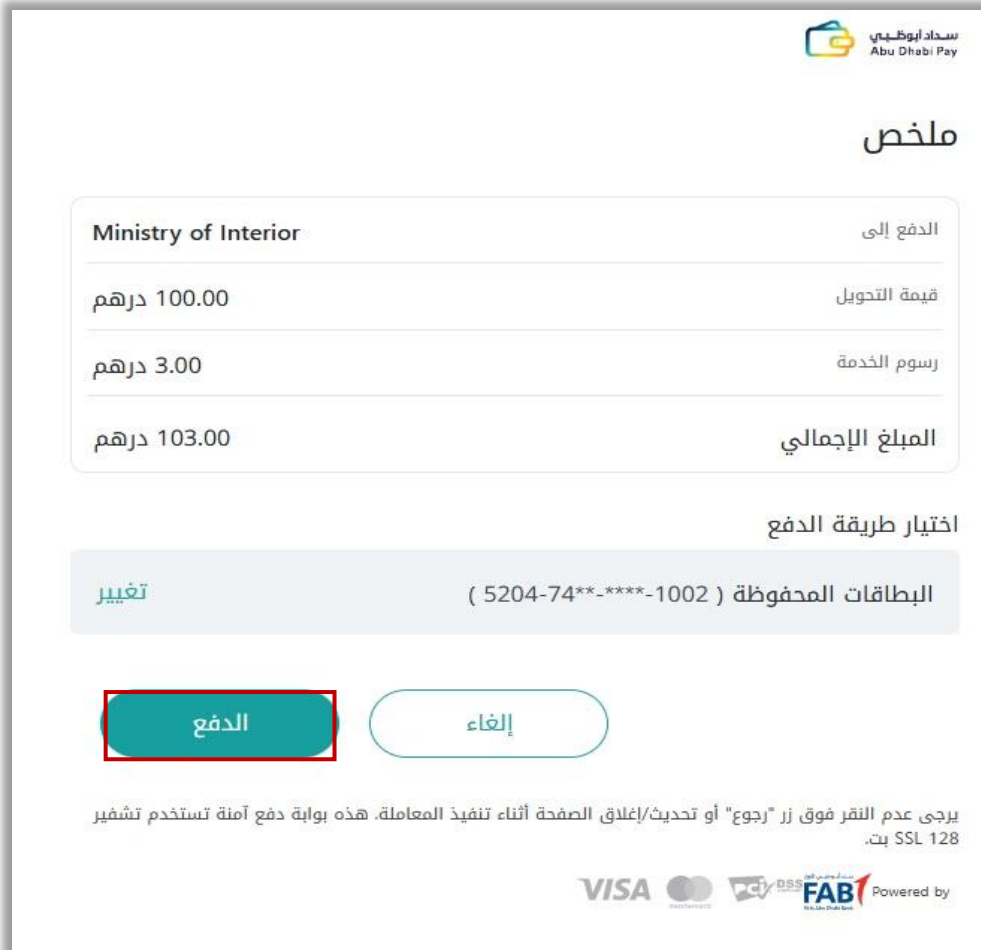 سداد أبوظبي
Abu Dhabi Pay
ملخص
الدفع إلى Ministry of Interior
قيمة التحويل 100.00 درهم
رسوم الخدمة 3.00 درهم
المبلغ الإجمالي 103.00 درهم
اختيار طريقة الدفع
البطاقات المحفوظة ( 5204-74**-****-1002 ) تغيير
إلغاء الدفع
يرجى عدم النقر فوق زر "رجوع" أو تحديث/إغلاق الصفحة أثناء تنفيذ المعاملة. هذه بوابة دفع آمنة تستخدم تشفير
SSL 128 بت.
VISA mastercard PCI DSS FAB Powered by